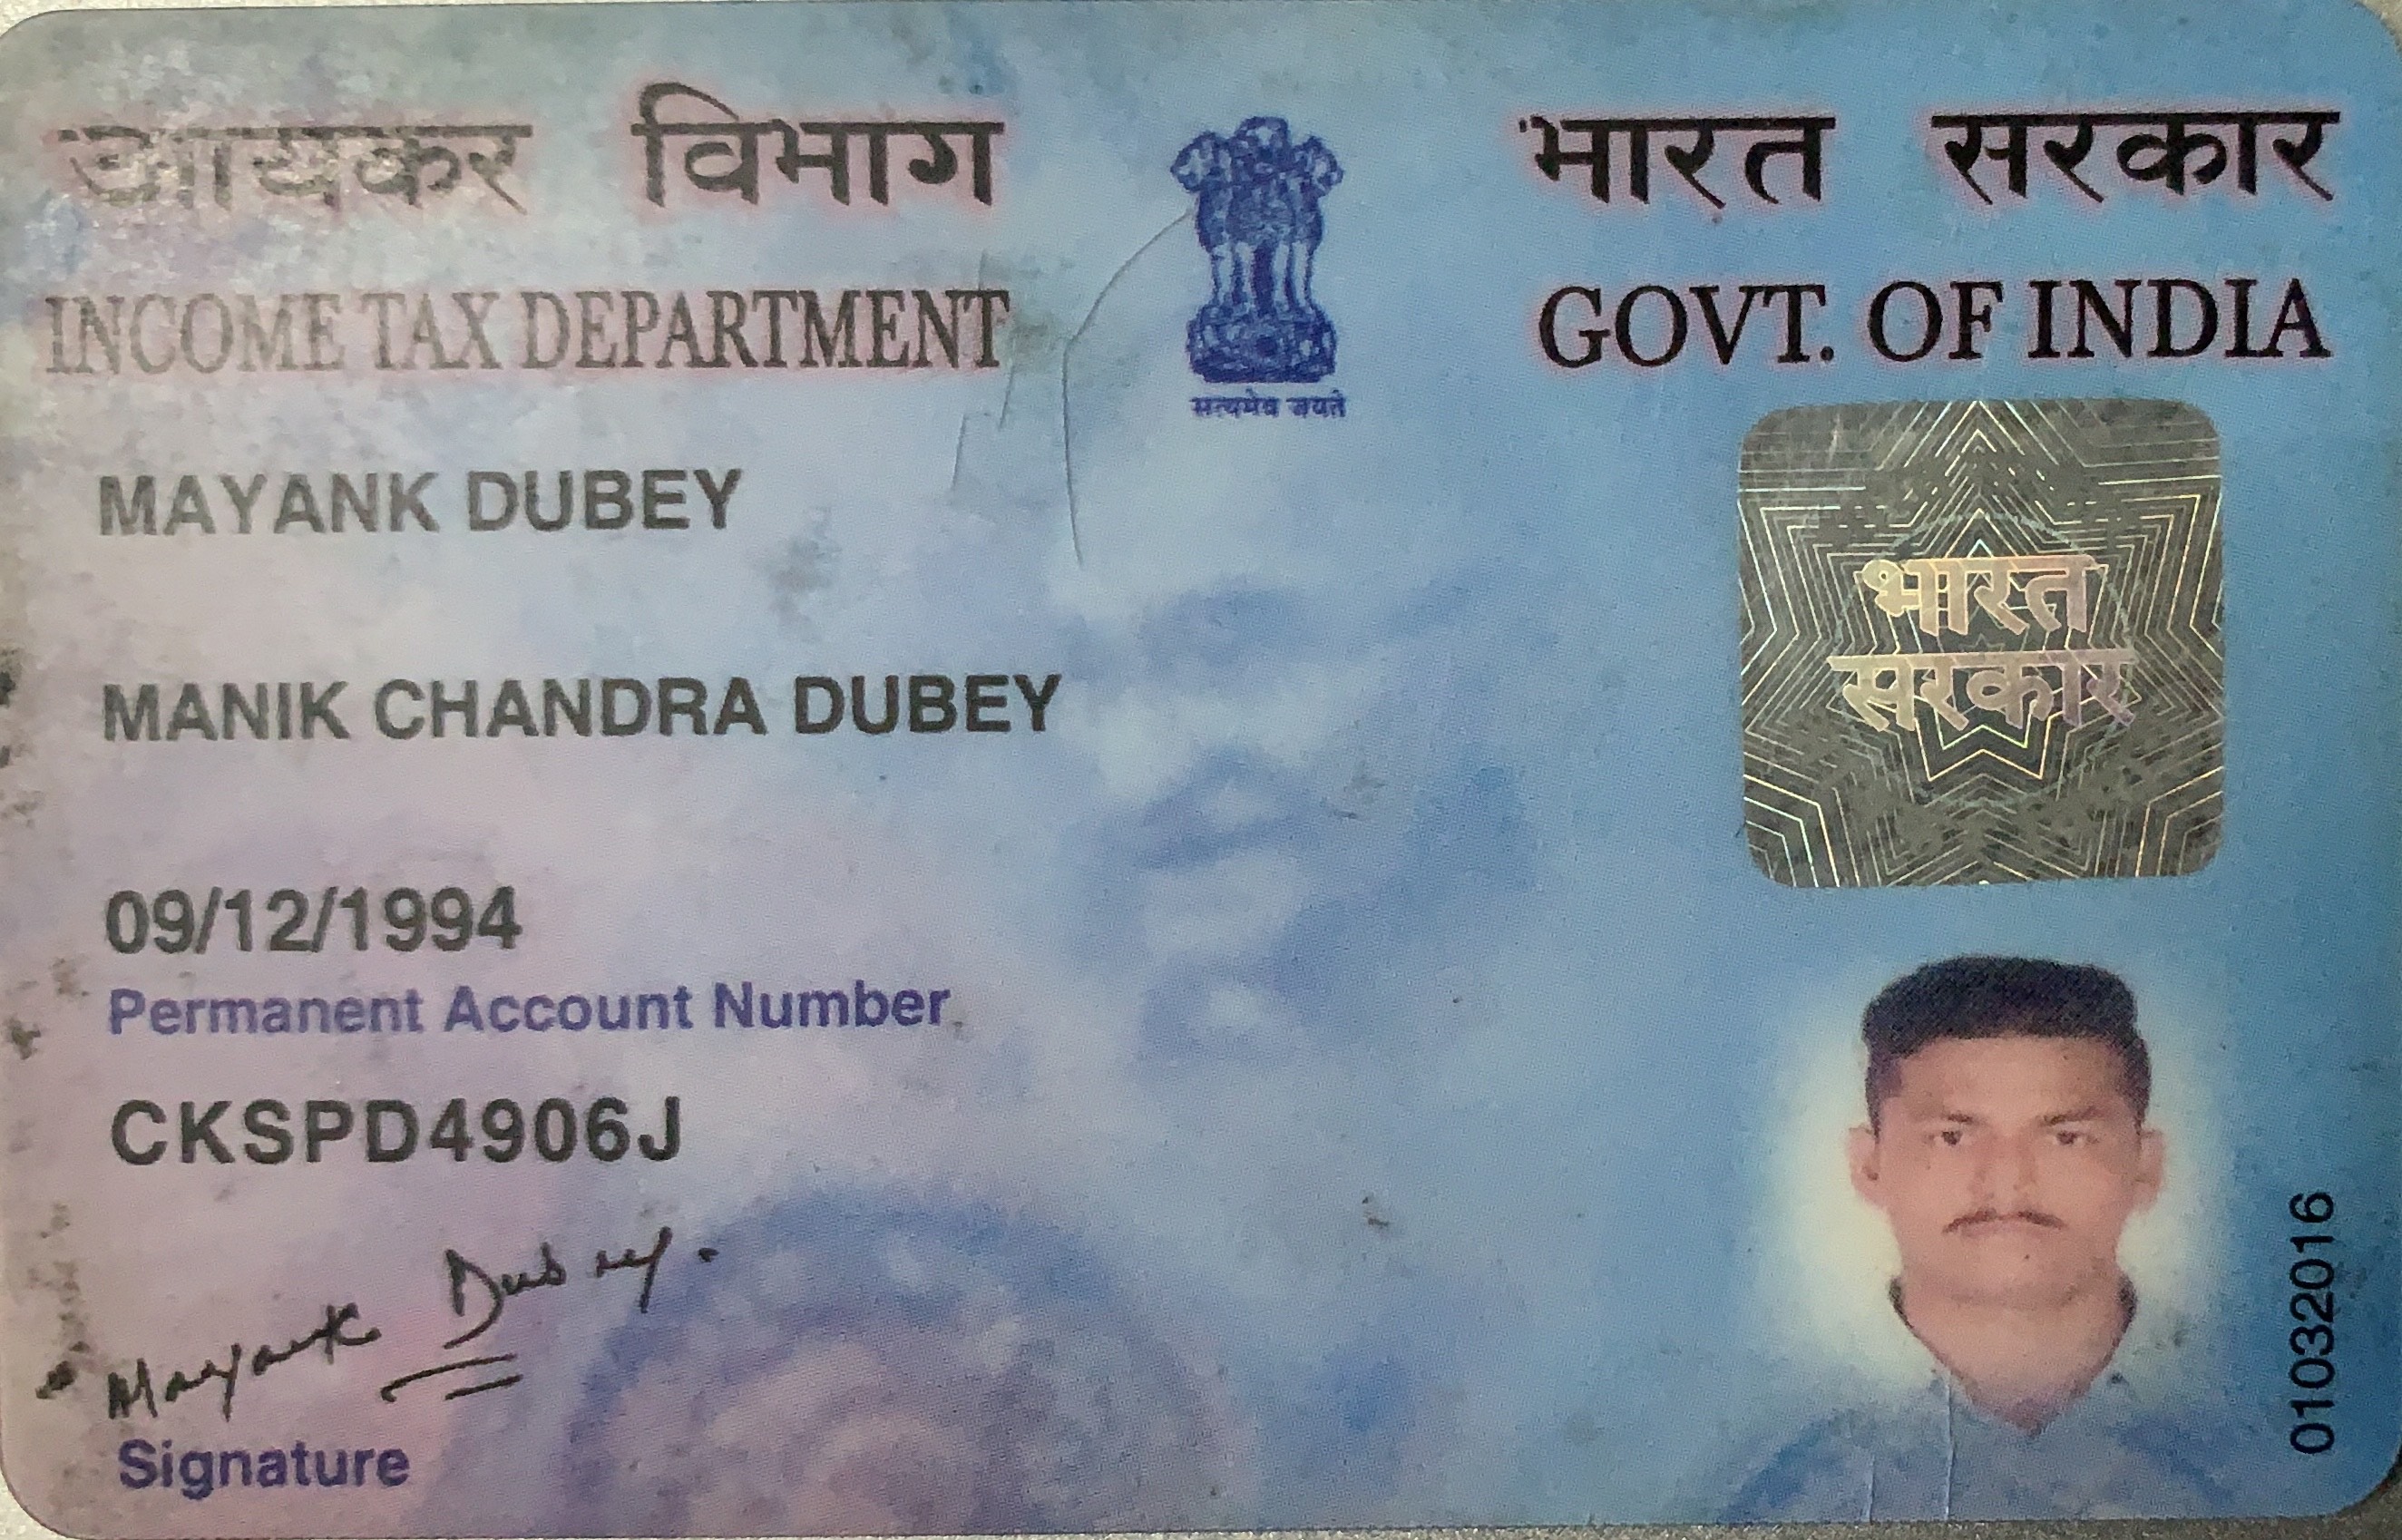 आयकर विभाग
INCOME TAX DEPARTMENT
सत्यमेव जयते
भारत सरकार
GOVT. OF INDIA
MAYANK DUBEY
MANIK CHANDRA DUBEY
09/12/1994
Permanent Account Number
CKSPD4906J
Mayank Dubey.
Signature
भारत
सरकार
01032016